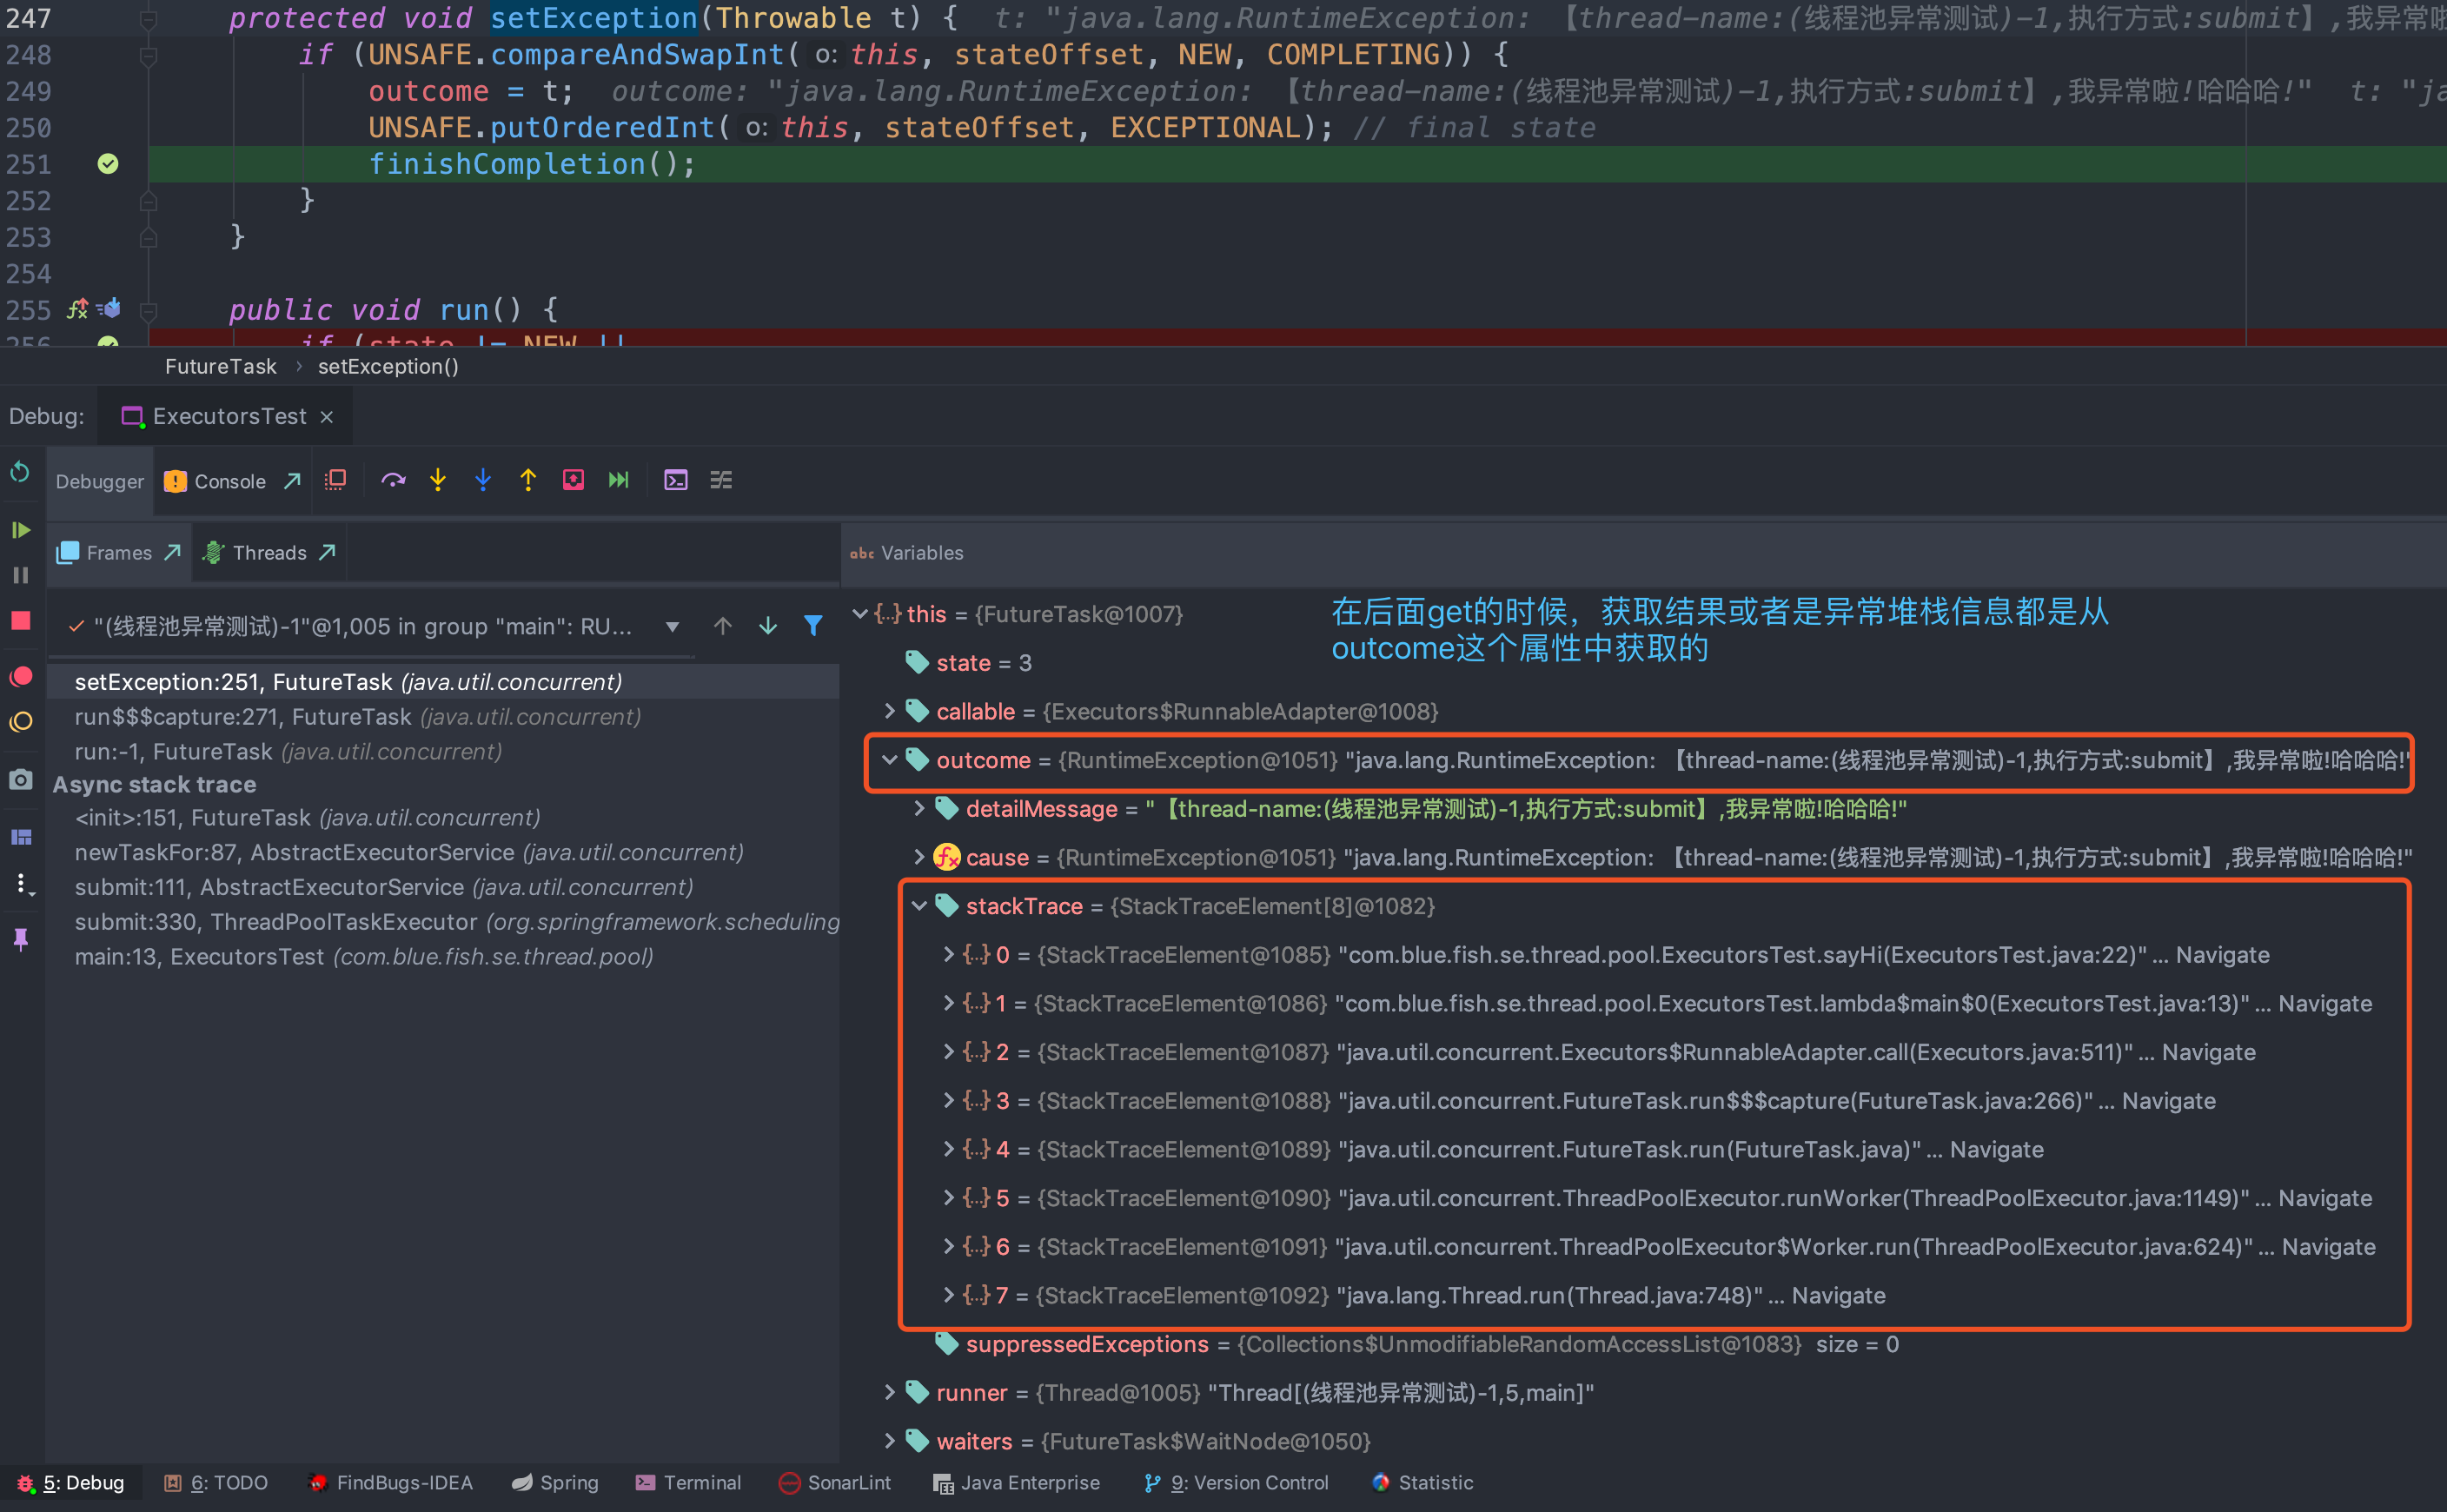 247 protected void setException(Throwable t) { t: "java.lang.RuntimeException: 【thread-name:(线程池异常测试)-1,执行方式:submit】,我异常啦
248 if (UNSAFE.compareAndSwapInt( o: this, stateOffset, NEW, COMPLETING)) {
249 outcome = t; outcome: "java.lang.RuntimeException: 【thread-name:(线程池异常测试)-1,执行方式:submit】,我异常啦!哈哈哈!" t: "ja
250 UNSAFE.putOrderedInt( o: this, stateOffset, EXCEPTIONAL); // final state
251 finishCompletion();
252 }
253 }
254
255 public void run() {
256 if (state != NEW ||
FutureTask › setException()
Debug: ExecutorsTest ×
Debugger Console
Frames Threads
Variables
"(线程池异常测试)-1"@1,005 in group "main": RU...
setException:251, FutureTask (java.util.concurrent)
run$$$capture:271, FutureTask (java.util.concurrent)
run:-1, FutureTask (java.util.concurrent)
Async stack trace
<init>:151, FutureTask (java.util.concurrent)
newTaskFor:87, AbstractExecutorService (java.util.concurrent)
submit:111, AbstractExecutorService (java.util.concurrent)
submit:330, ThreadPoolTaskExecutor (org.springframework.scheduling
main:13, ExecutorsTest (com.blue.fish.se.thread.pool)
this = {FutureTask@1007}
在后面get的时候，获取结果或者是异常堆栈信息都是从
outcome这个属性中获取的
state = 3
callable = {Executors$RunnableAdapter@1008}
outcome = {RuntimeException@1051} "java.lang.RuntimeException: 【thread-name:(线程池异常测试)-1,执行方式:submit】,我异常啦!哈哈哈!"
detailMessage = "【thread-name:(线程池异常测试)-1,执行方式:submit】,我异常啦!哈哈哈!"
cause = {RuntimeException@1051} "java.lang.RuntimeException: 【thread-name:(线程池异常测试)-1,执行方式:submit】,我异常啦!哈哈哈!"
stackTrace = {StackTraceElement[8]@1082}
0 = {StackTraceElement@1085} "com.blue.fish.se.thread.pool.ExecutorsTest.sayHi(ExecutorsTest.java:22)" ... Navigate
1 = {StackTraceElement@1086} "com.blue.fish.se.thread.pool.ExecutorsTest.lambda$main$0(ExecutorsTest.java:13)" ... Navigate
2 = {StackTraceElement@1087} "java.util.concurrent.Executors$RunnableAdapter.call(Executors.java:511)" ... Navigate
3 = {StackTraceElement@1088} "java.util.concurrent.FutureTask.run$$$capture(FutureTask.java:266)" ... Navigate
4 = {StackTraceElement@1089} "java.util.concurrent.FutureTask.run(FutureTask.java)" ... Navigate
5 = {StackTraceElement@1090} "java.util.concurrent.ThreadPoolExecutor.runWorker(ThreadPoolExecutor.java:1149)" ... Navigate
6 = {StackTraceElement@1091} "java.util.concurrent.ThreadPoolExecutor$Worker.run(ThreadPoolExecutor.java:624)" ... Navigate
7 = {StackTraceElement@1092} "java.lang.Thread.run(Thread.java:748)" ... Navigate
suppressedExceptions = {Collections$UnmodifiableRandomAccessList@1083} size = 0
runner = {Thread@1005} "Thread[(线程池异常测试)-1,5,main]"
waiters = {FutureTask$WaitNode@1050}
5: Debug 6: TODO FindBugs-IDEA Spring Terminal SonarLint Java Enterprise 9: Version Control Statistic